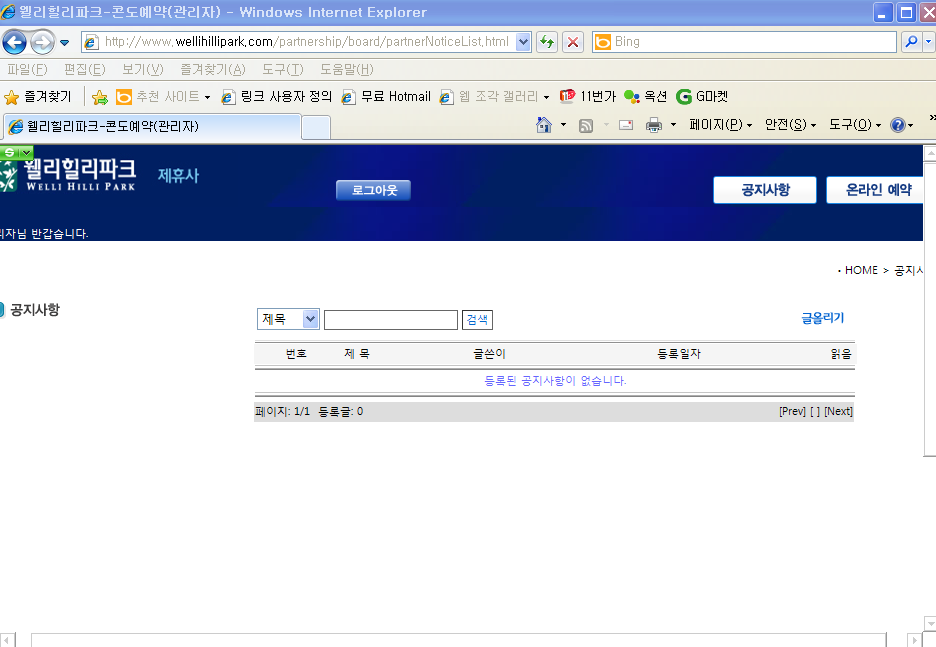 웰리힐리파크-콘도예약(관리자) - Windows Internet Explorer
http://www.wellihillipark.com/partnership/board/partnerNoticeList.html
Bing
파일(F) 편집(E) 보기(V) 즐겨찾기(A) 도구(T) 도움말(H)
즐겨찾기 추천 사이트 링크 사용자 정의 무료 Hotmail 웹 조각 갤러리 11번가 옥션 G마켓
웰리힐리파크-콘도예약(관리자)
페이지(P) 안전(S) 도구(O) »
웰리힐리파크 제휴사
WELLI HILLI PARK
로그아웃
공지사항 온라인 예약
리자님 반갑습니다.
· HOME > 공지사
공지사항
제목 검색 글올리기
번호 제 목 글쓴이 등록일자 읽음
등록된 공지사항이 없습니다.
페이지: 1/1 등록글: 0 [Prev] [ ] [Next]